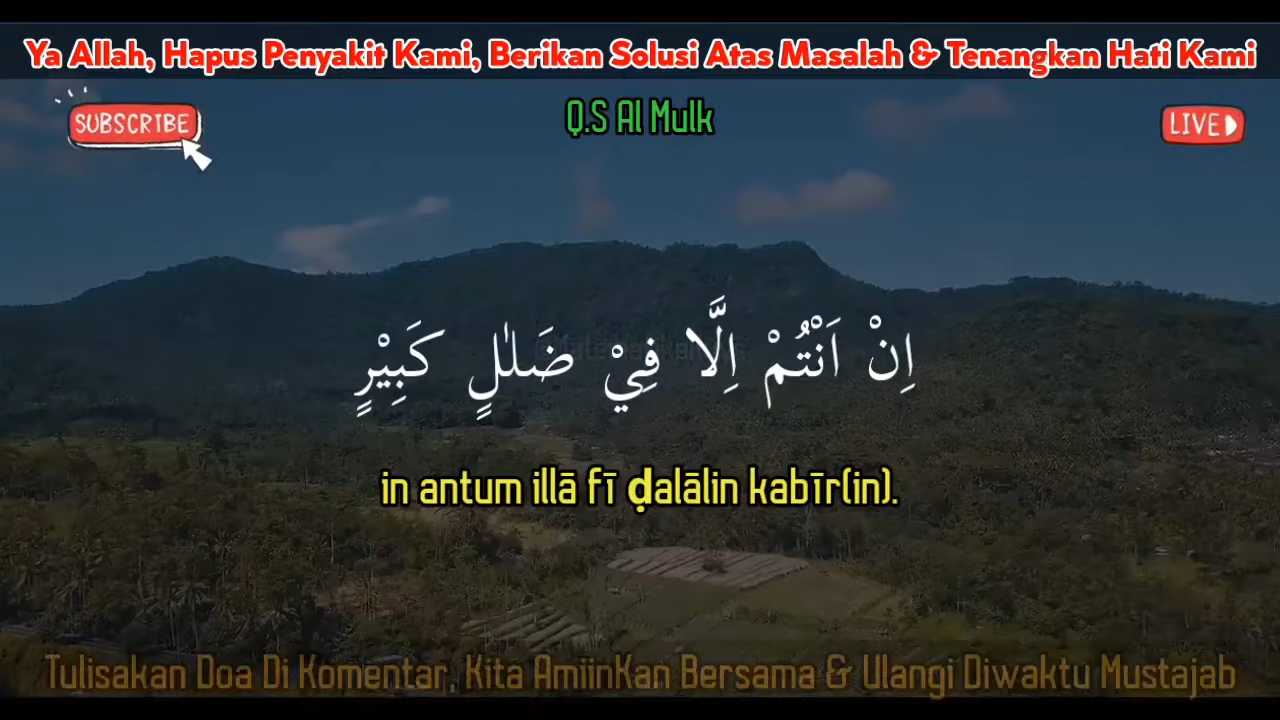 Ya Allah, Hapus Penyakit Kami, Berikan Solusi Atas Masalah & Tenangkan Hati Kami
SUBSCRIBE
Q.S Al Mulk
LIVE
اِنْ اَنْتُمْ اِلَّا فِيْ ضَلٰلٍ كَبِيْرٍ
in antum illā fī ḍalālin kabīr(in).
Tulisakan Doa Di Komentar, Kita AmiinKan Bersama & Ulangi Diwaktu Mustajab